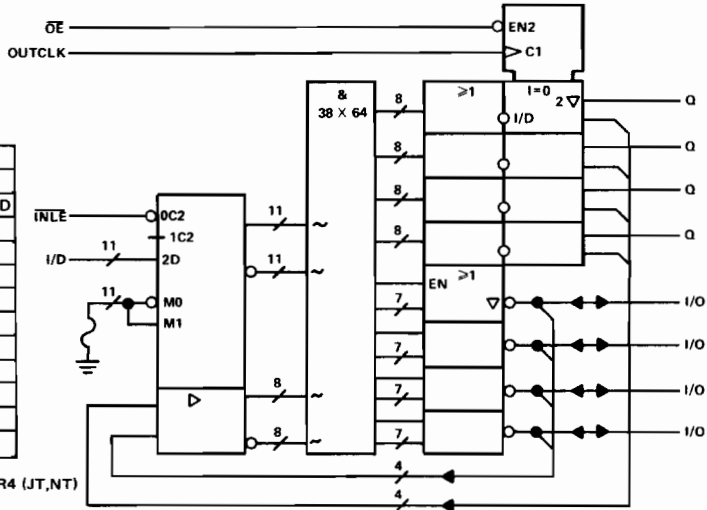 OE
EN2
OUTCLK
C1
&
38 X 64
8
≥1
I=0
2 ▽
Q
I/D
8
Q
D
8
Q
INLE
0C2
11
8
Q
1C2
I/D
11
2D
11
EN
≥1
11
M0
7
▽
I/O
M1
7
I/O
8
7
I/O
8
7
I/O
R4 (JT,NT)
4
4